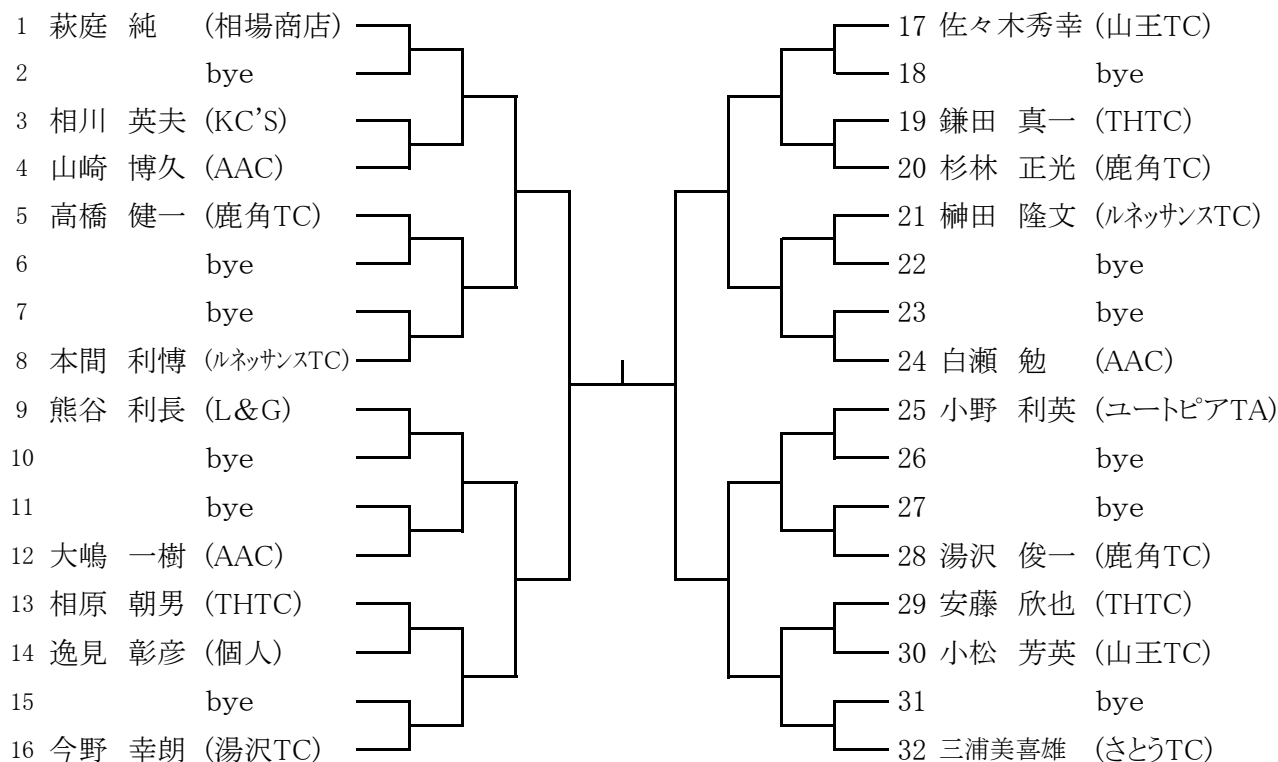 1 萩庭 純 (相場商店)
2 bye
3 相川 英夫 (KC'S)
4 山崎 博久 (AAC)
5 高橋 健一 (鹿角TC)
6 bye
7 bye
8 本間 利博 (ルネッサンスTC)
9 熊谷 利長 (L&G)
10 bye
11 bye
12 大嶋 一樹 (AAC)
13 相原 朝男 (THTC)
14 逸見 彰彦 (個人)
15 bye
16 今野 幸朗 (湯沢TC)
17 佐々木秀幸 (山王TC)
18 bye
19 鎌田 真一 (THTC)
20 杉林 正光 (鹿角TC)
21 榊田 隆文 (ルネッサンスTC)
22 bye
23 bye
24 白瀬 勉 (AAC)
25 小野 利英 (ユートピアTA)
26 bye
27 bye
28 湯沢 俊一 (鹿角TC)
29 安藤 欣也 (THTC)
30 小松 芳英 (山王TC)
31 bye
32 三浦美喜雄 (さとうTC)